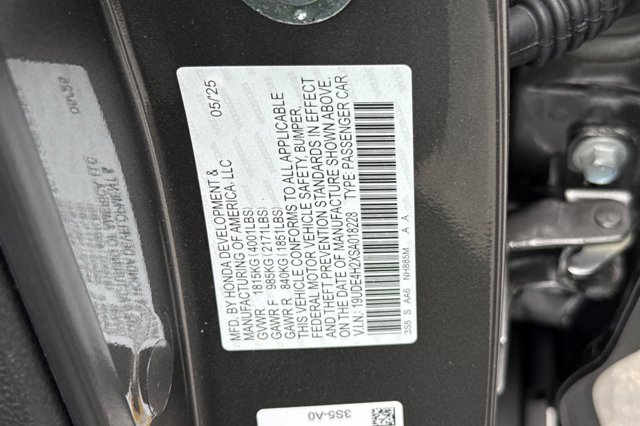 MFD. BY HONDA DEVELOPMENT & 05/25
MANUFACTURING OF AMERICA, LLC
GVWR 1815KG (4001LBS)
GAWR F 985KG (2171LBS)
GAWR R 840KG (1851LBS)
THIS VEHICLE CONFORMS TO ALL APPLICABLE
FEDERAL MOTOR VEHICLE SAFETY, BUMPER,
AND THEFT PREVENTION STANDARDS IN EFFECT
ON THE DATE OF MANUFACTURE SHOWN ABOVE.
V.I.N.: 19UDE4H2XSA018228 TYPE: PASSENGER CAR
3S5 S AA6 NH885M A A
3S5-A0